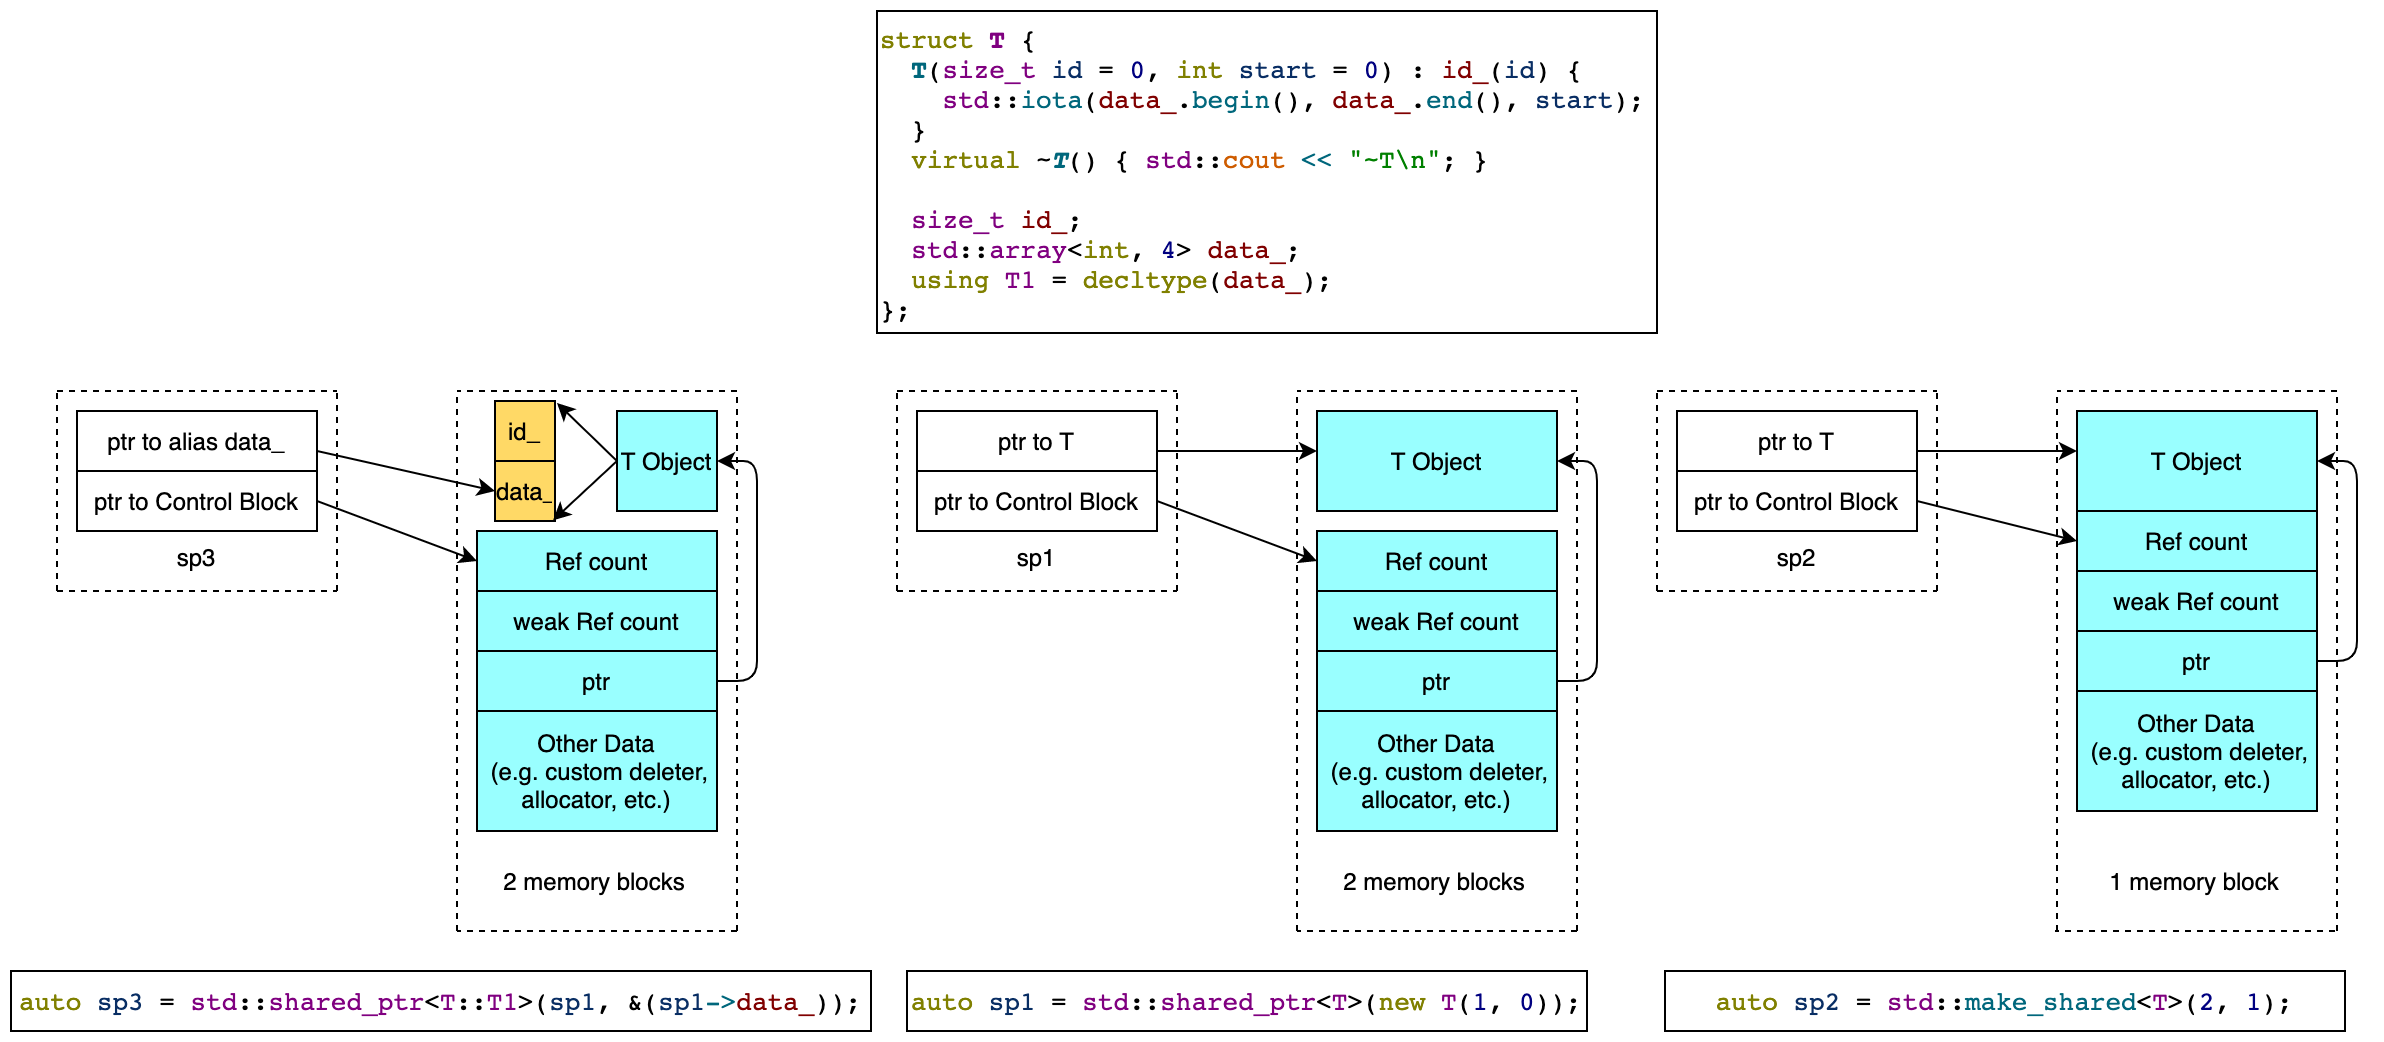 struct T {
  T(size_t id = 0, int start = 0) : id_(id) {
    std::iota(data_.begin(), data_.end(), start);
  }
  virtual ~T() { std::cout << "~T\n"; }
  size_t id_;
  std::array<int, 4> data_;
  using T1 = decltype(data_);
};
ptr to alias data_
ptr to Control Block
sp3
id_
data_
T Object
Ref count
weak Ref count
ptr
Other Data
(e.g. custom deleter,
allocator, etc.)
2 memory blocks
auto sp3 = std::shared_ptr<T::T1>(sp1, &(sp1->data_));
ptr to T
ptr to Control Block
sp1
T Object
Ref count
weak Ref count
ptr
Other Data
(e.g. custom deleter,
allocator, etc.)
2 memory blocks
auto sp1 = std::shared_ptr<T>(new T(1, 0));
ptr to T
ptr to Control Block
sp2
T Object
Ref count
weak Ref count
ptr
Other Data
(e.g. custom deleter,
allocator, etc.)
1 memory block
auto sp2 = std::make_shared<T>(2, 1);